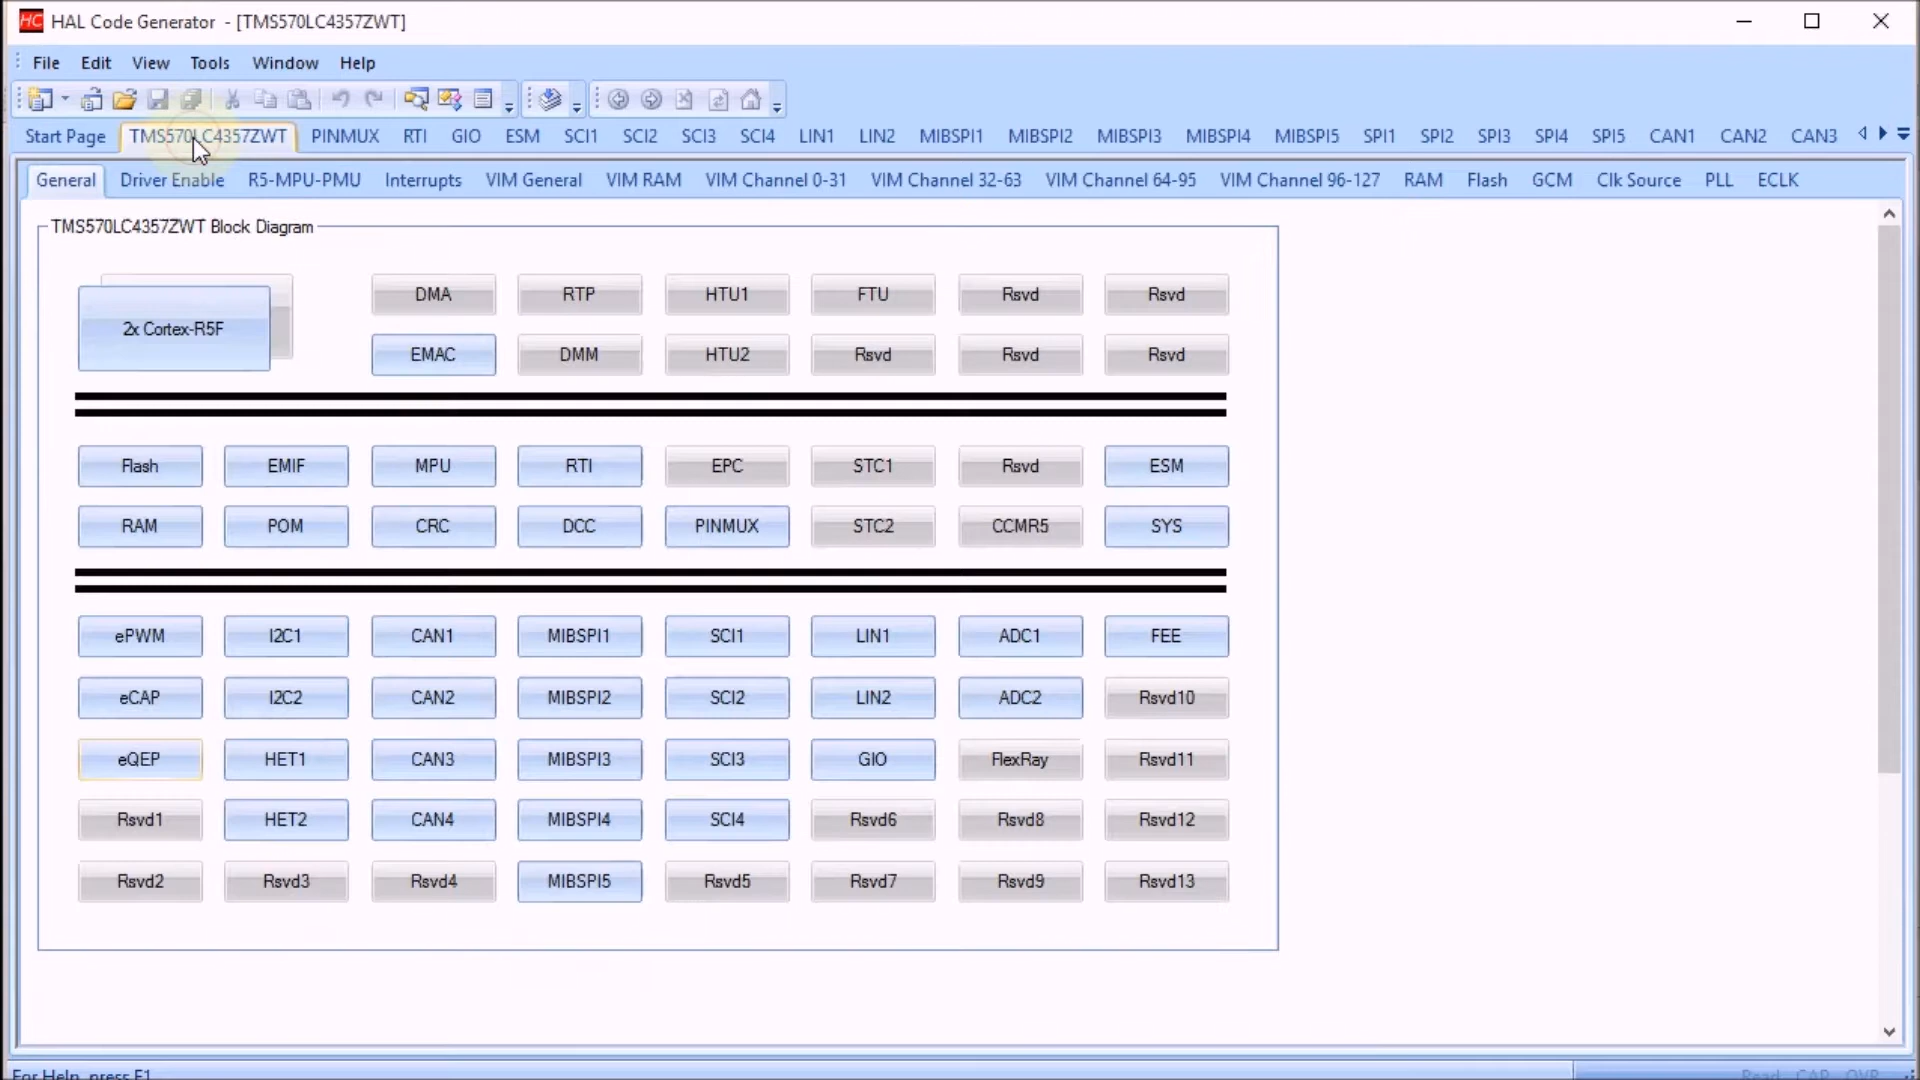 HC HAL Code Generator - [TMS570LC4357ZWT]
File Edit View Tools Window Help
Start Page TMS570LC4357ZWT PINMUX RTI GIO ESM SCI1 SCI2 SCI3 SCI4 LIN1 LIN2 MIBSPI1 MIBSPI2 MIBSPI3 MIBSPI4 MIBSPI5 SPI1 SPI2 SPI3 SPI4 SPI5 CAN1 CAN2 CAN3
General Driver Enable R5-MPU-PMU Interrupts VIM General VIM RAM VIM Channel 0-31 VIM Channel 32-63 VIM Channel 64-95 VIM Channel 96-127 RAM Flash GCM Clk Source PLL ECLK
TMS570LC4357ZWT Block Diagram
DMA RTP HTU1 FTU Rsvd Rsvd
2x Cortex-R5F
EMAC DMM HTU2 Rsvd Rsvd Rsvd
Flash EMIF MPU RTI EPC STC1 Rsvd ESM
RAM POM CRC DCC PINMUX STC2 CCMR5 SYS
ePWM I2C1 CAN1 MIBSPI1 SCI1 LIN1 ADC1 FEE
eCAP I2C2 CAN2 MIBSPI2 SCI2 LIN2 ADC2 Rsvd10
eQEP HET1 CAN3 MIBSPI3 SCI3 GIO FlexRay Rsvd11
Rsvd1 HET2 CAN4 MIBSPI4 SCI4 Rsvd6 Rsvd8 Rsvd12
Rsvd2 Rsvd3 Rsvd4 MIBSPI5 Rsvd5 Rsvd7 Rsvd9 Rsvd13
For Help, press F1
Read CAP OVR